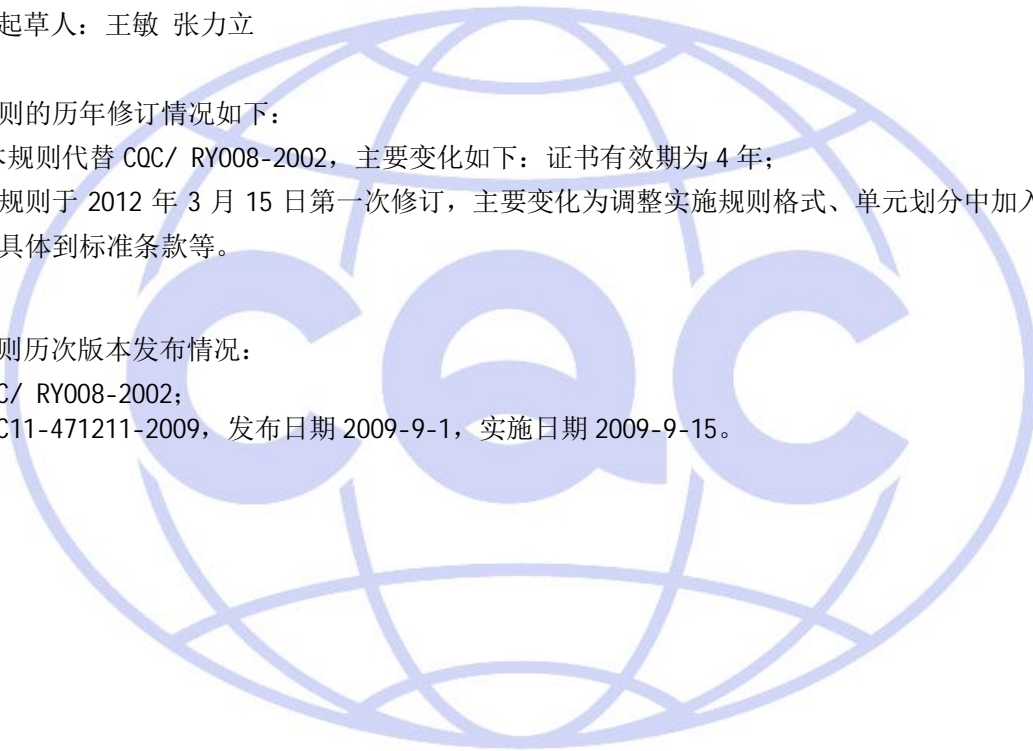 起草人：王敏 张力立
则的历年修订情况如下：
本规则代替 CQC/ RY008-2002，主要变化如下：证书有效期为 4 年；
规则于 2012 年 3 月 15 日第一次修订，主要变化为调整实施规则格式、单元划分中加入
具体到标准条款等。
CQC
则历次版本发布情况：
C/ RY008-2002；
C11-471211-2009，发布日期 2009-9-1，实施日期 2009-9-15。